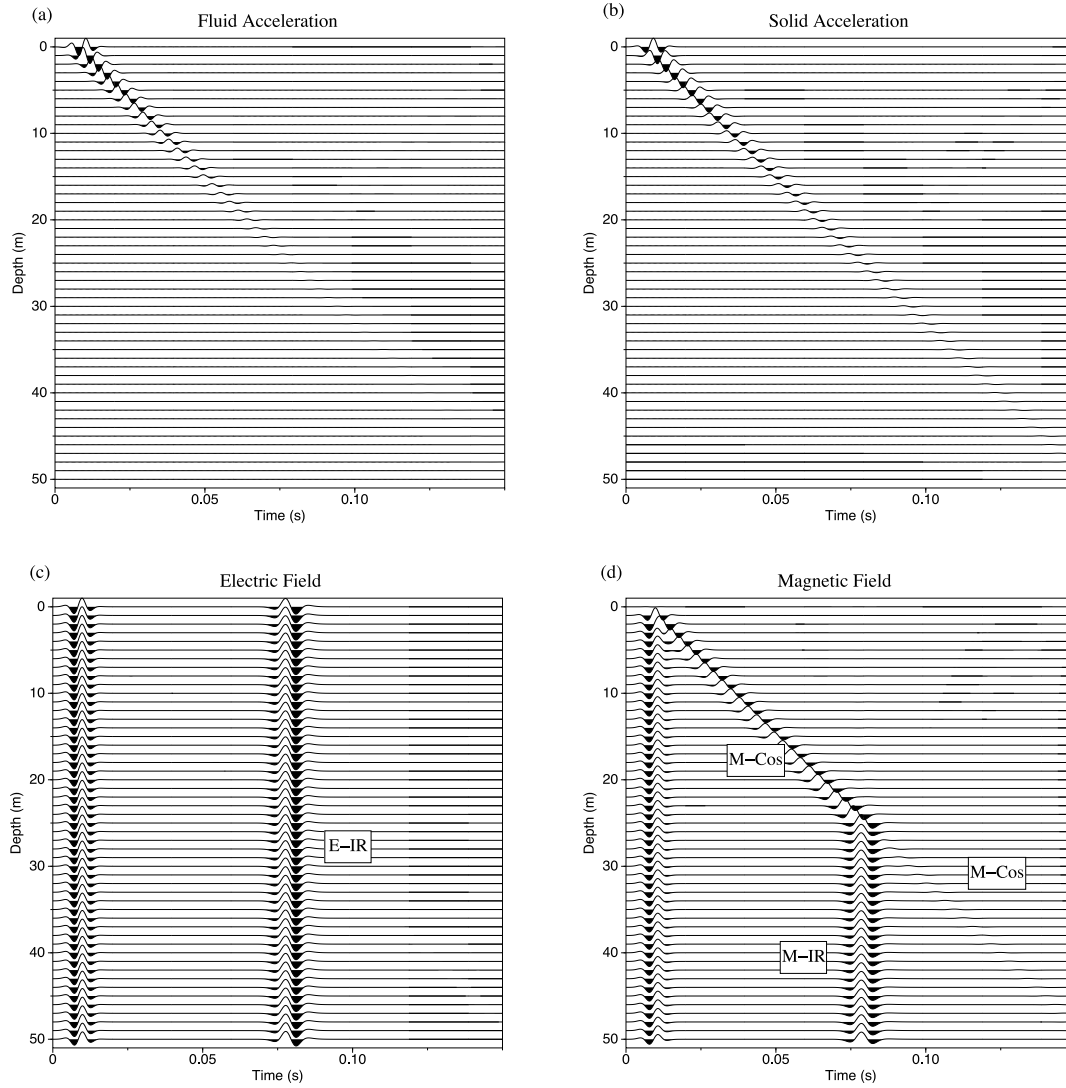 (a)
Fluid Acceleration
0
10
20
30
40
50
Depth (m)
0
0.05
0.10
Time (s)
(b)
Solid Acceleration
0
10
20
30
40
50
Depth (m)
0
0.05
0.10
Time (s)
(c)
Electric Field
0
10
20
30
40
50
Depth (m)
E–IR
0
0.05
0.10
Time (s)
(d)
Magnetic Field
0
10
20
30
40
50
Depth (m)
M–Cos
M–Cos
M–IR
0
0.05
0.10
Time (s)